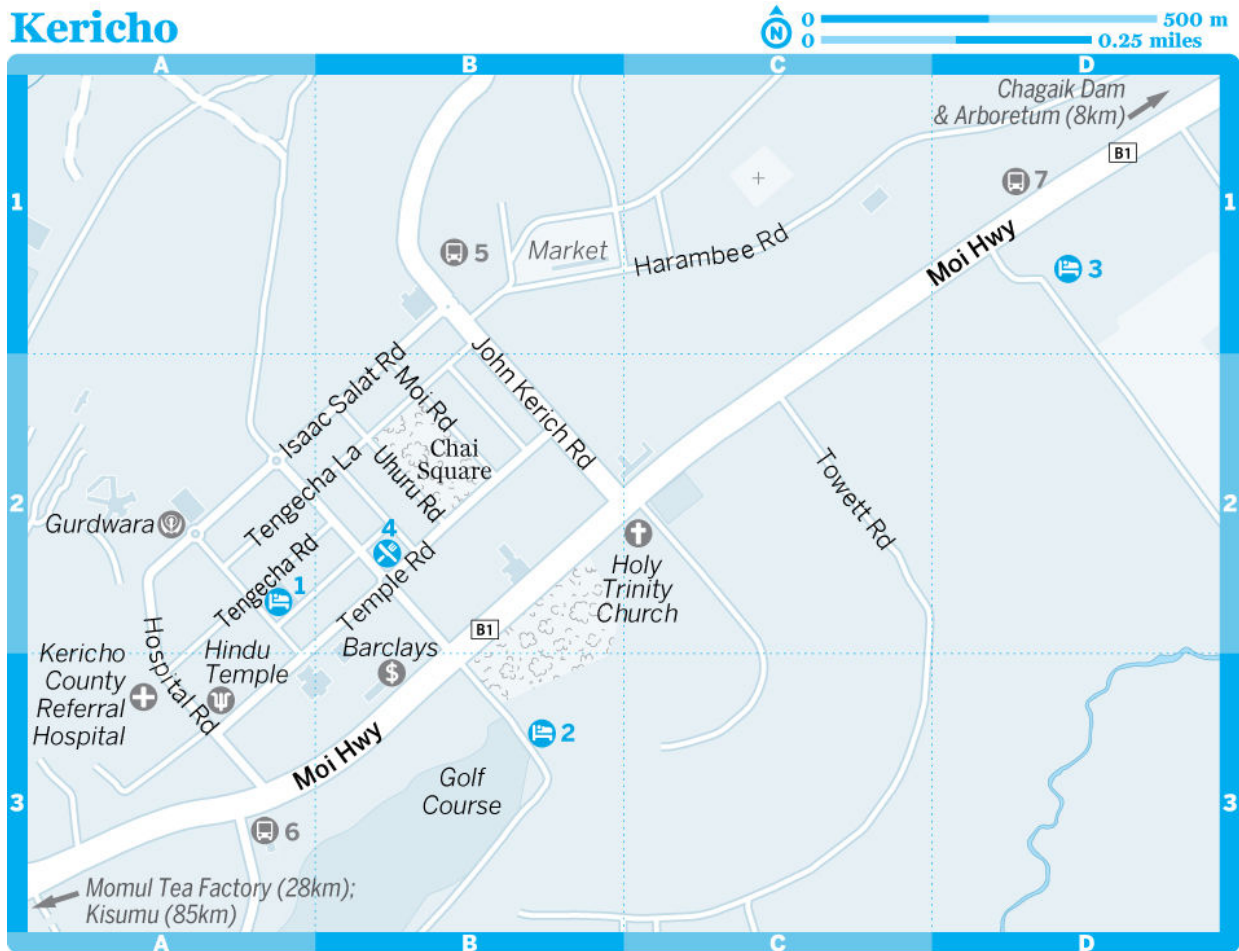 Kericho
N
0
500 m
0
0.25 miles
A
B
C
D
1
1
Chagaik Dam
& Arboretum (8km)
B1
7
5
Market
Harambee Rd
Moi Hwy
3
John Kerich Rd
Isaac Salat Rd
Moi Rd
Chai
Square
Uhuru Rd
Tengecha La
Towett Rd
2
2
Gurdwara
4
Tengecha Rd
1
Temple Rd
Holy
Trinity
Church
B1
Hospital Rd
Hindu
Temple
Barclays
$
Kericho
County
Referral
Hospital
2
Moi Hwy
Golf
Course
3
3
6
Momul Tea Factory (28km);
Kisumu (85km)
A
B
C
D